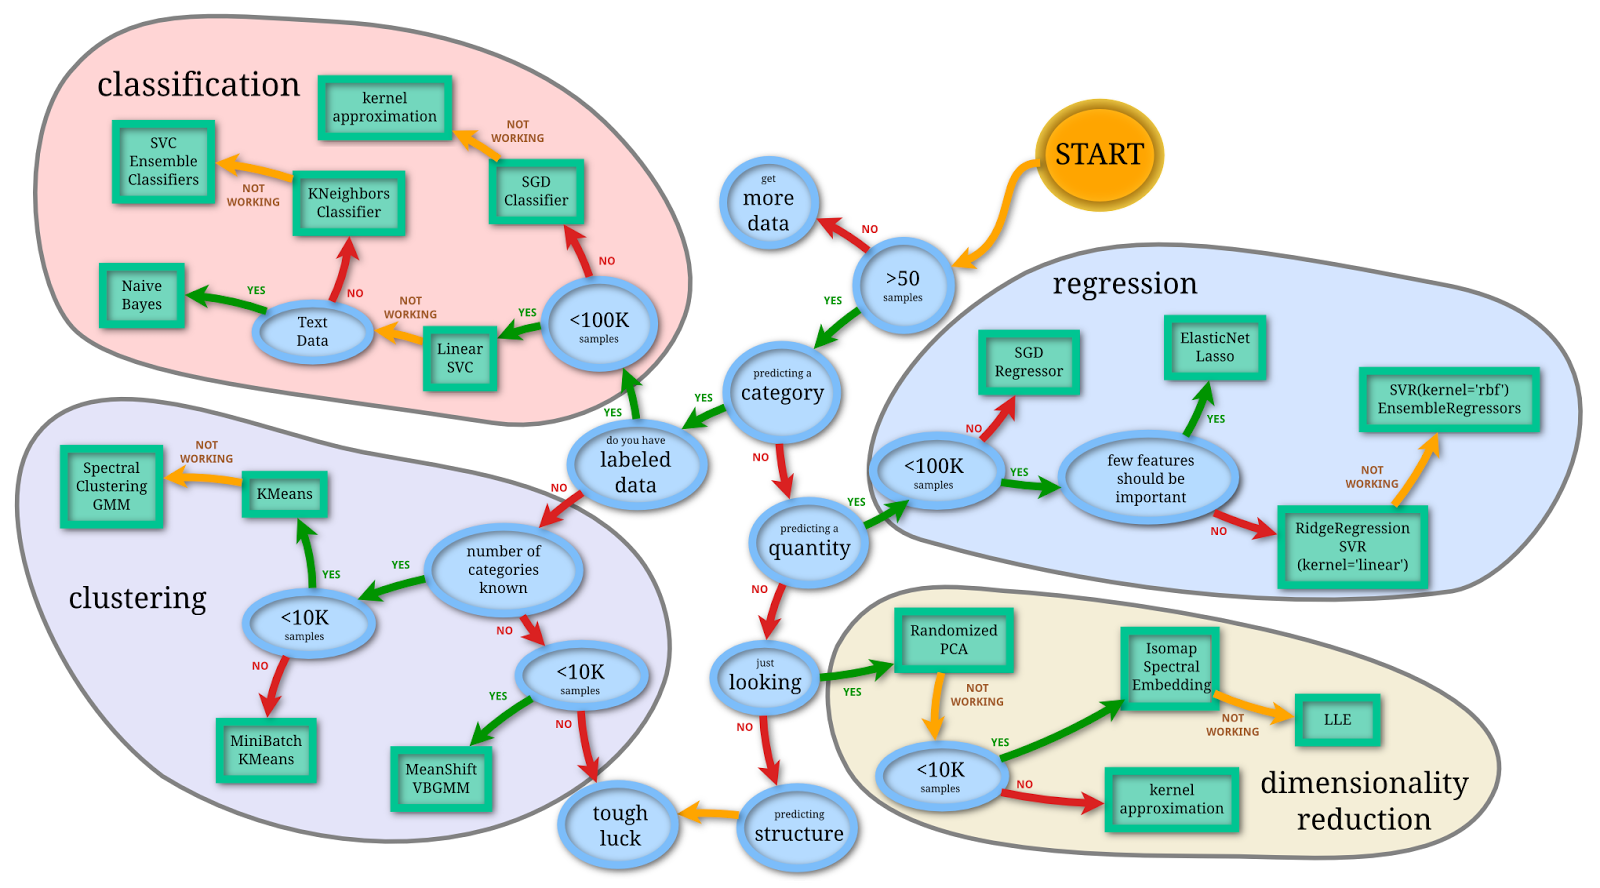 classification
kernel
approximation
NOT
WORKING
SVC
Ensemble
Classifiers
NOT
WORKING
KNeighbors
Classifier
SGD
Classifier
NO
Naive
Bayes
YES
NO
Text
Data
NOT
WORKING
Linear
SVC
YES
<100K
samples
START
get
more
data
NO
>50
samples
YES
predicting a
category
YES
NO
YES
do you have
labeled
data
NO
regression
SGD
Regressor
NO
<100K
samples
YES
ElasticNet
Lasso
YES
few features
should be
important
NO
SVR(kernel='rbf')
EnsembleRegressors
NOT
WORKING
RidgeRegression
SVR
(kernel='linear')
YES
predicting a
quantity
NO
clustering
Spectral
Clustering
GMM
NOT
WORKING
KMeans
YES
YES
number of
categories
known
NO
<10K
samples
NO
MiniBatch
KMeans
<10K
samples
YES
MeanShift
VBGMM
NO
just
looking
YES
NO
tough
luck
predicting
structure
Randomized
PCA
NOT
WORKING
<10K
samples
YES
Isomap
Spectral
Embedding
NOT
WORKING
LLE
NO
kernel
approximation
dimensionality
reduction